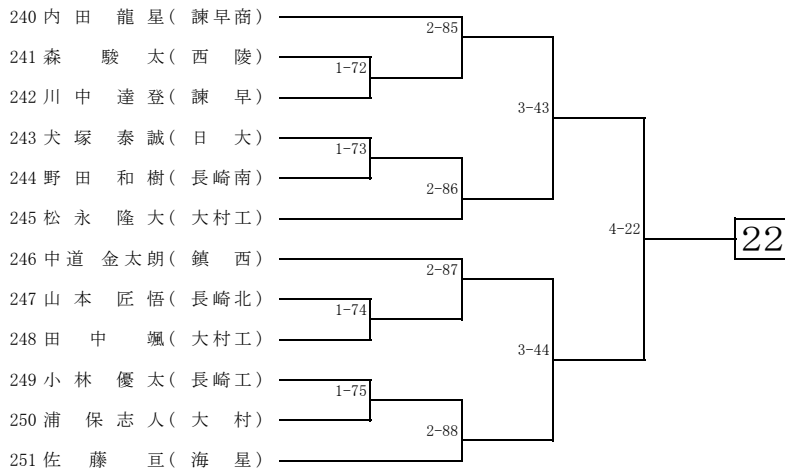 240 内田 龍星(諫早商)
2-85
241 森 駿太(西陵)
1-72
242 川中達登(諫早)
3-43
243 犬塚泰誠(日大)
1-73
244 野田和樹(長崎南)
2-86
245 松永隆大(大村工)
4-22
22
246 中道金太朗(鎮西)
2-87
247 山本匠悟(長崎北)
1-74
248 田中颯(大村工)
3-44
249 小林優太(長崎工)
1-75
250 浦保志人(大村)
2-88
251 佐藤亘(海星)